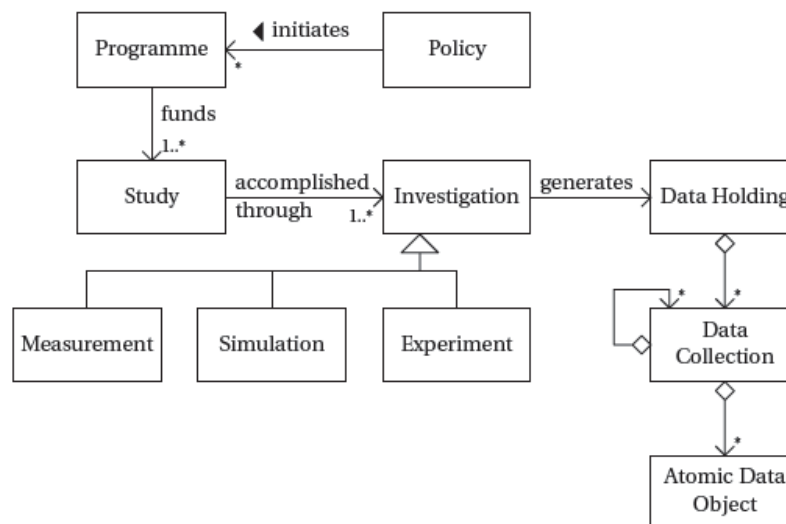 Programme
initiates
*
Policy
funds
1..*
Study
accomplished
through
1..*
Investigation
generates
Data Holding
*
*
Measurement
Simulation
Experiment
Data
Collection
*
Atomic Data
Object